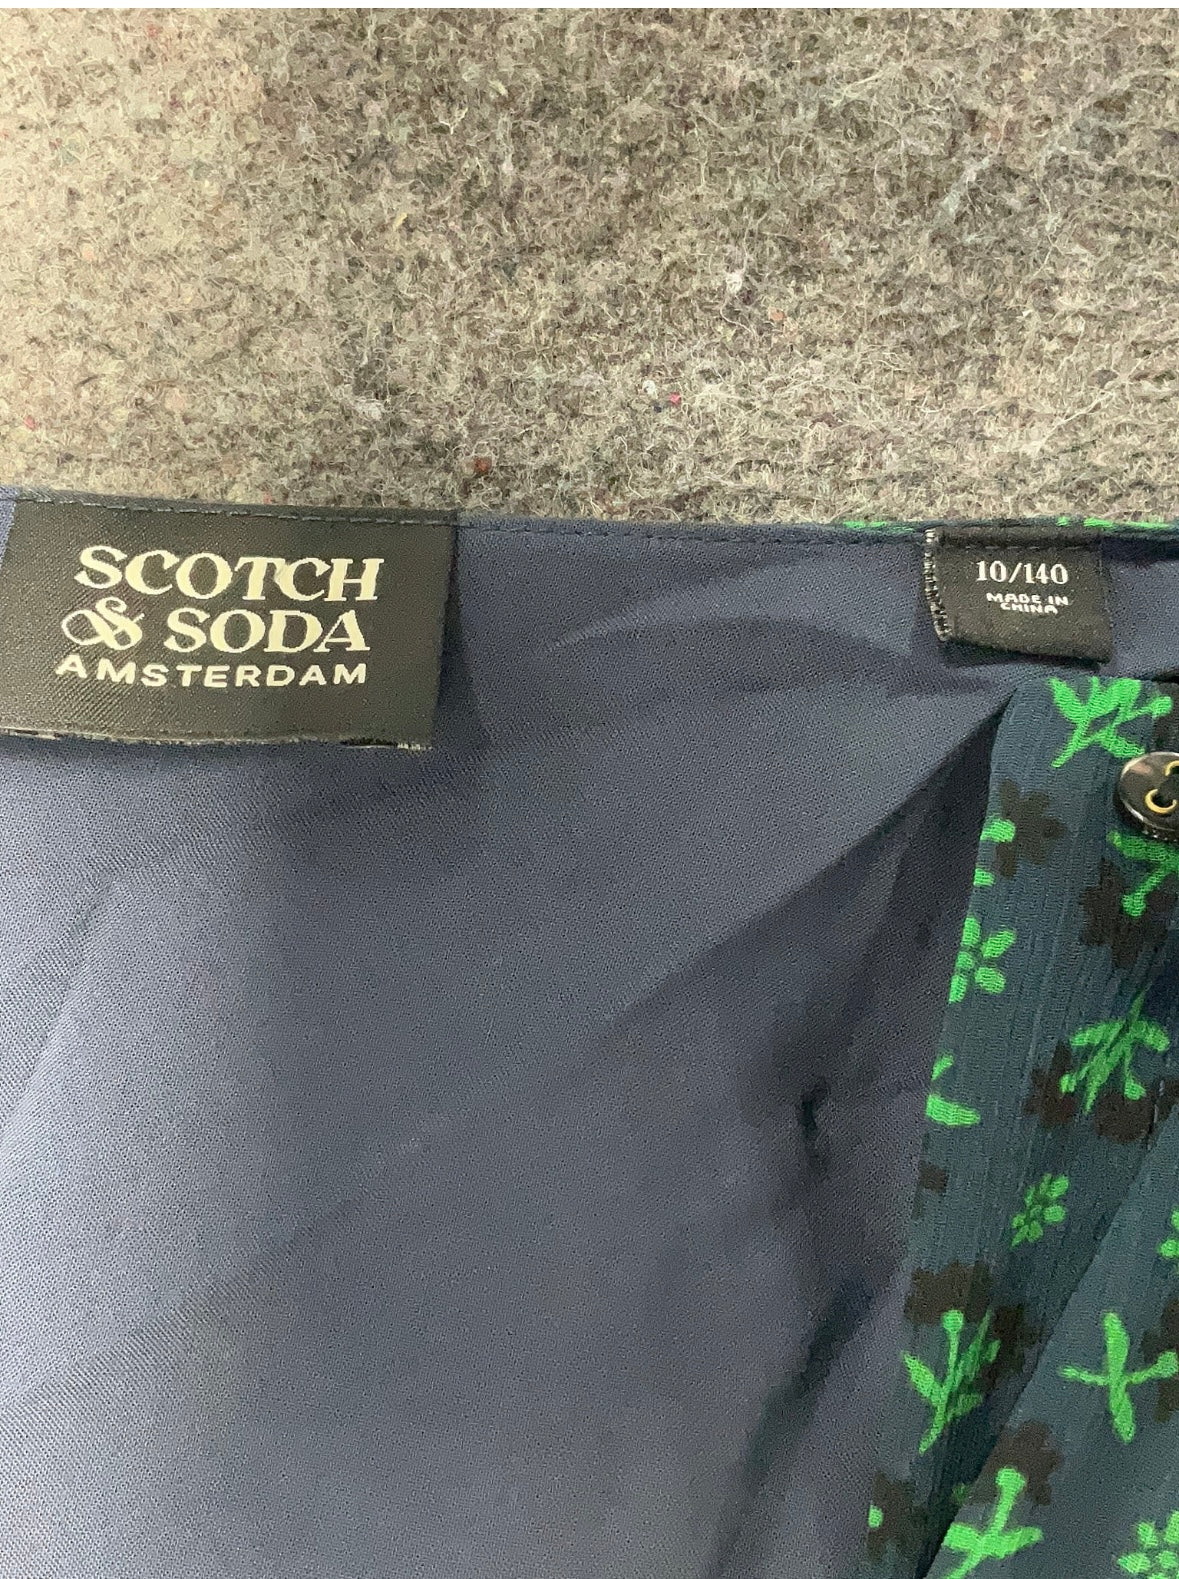 SCOTCH
& SODA
AMSTERDAM
10/140
MADE IN
CHINA